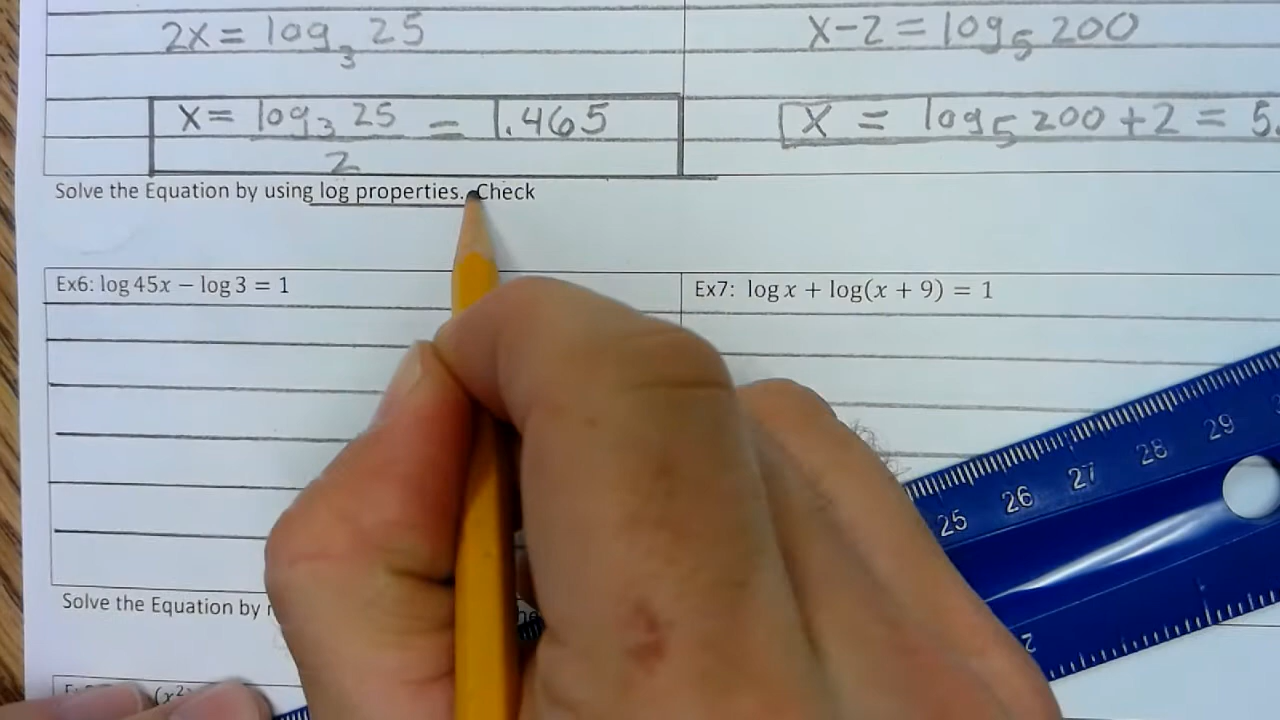 2x = log₃ 25
x = log₃ 25 / 2 = 1.465
x-2 = log₅ 200
x = log₅ 200 + 2 = 5.
Solve the Equation by using log properties. Check
Ex6: log 45x − log 3 = 1
Ex7: log x + log(x + 9) = 1
Solve the Equation by
(x²
25 26 27 28 29